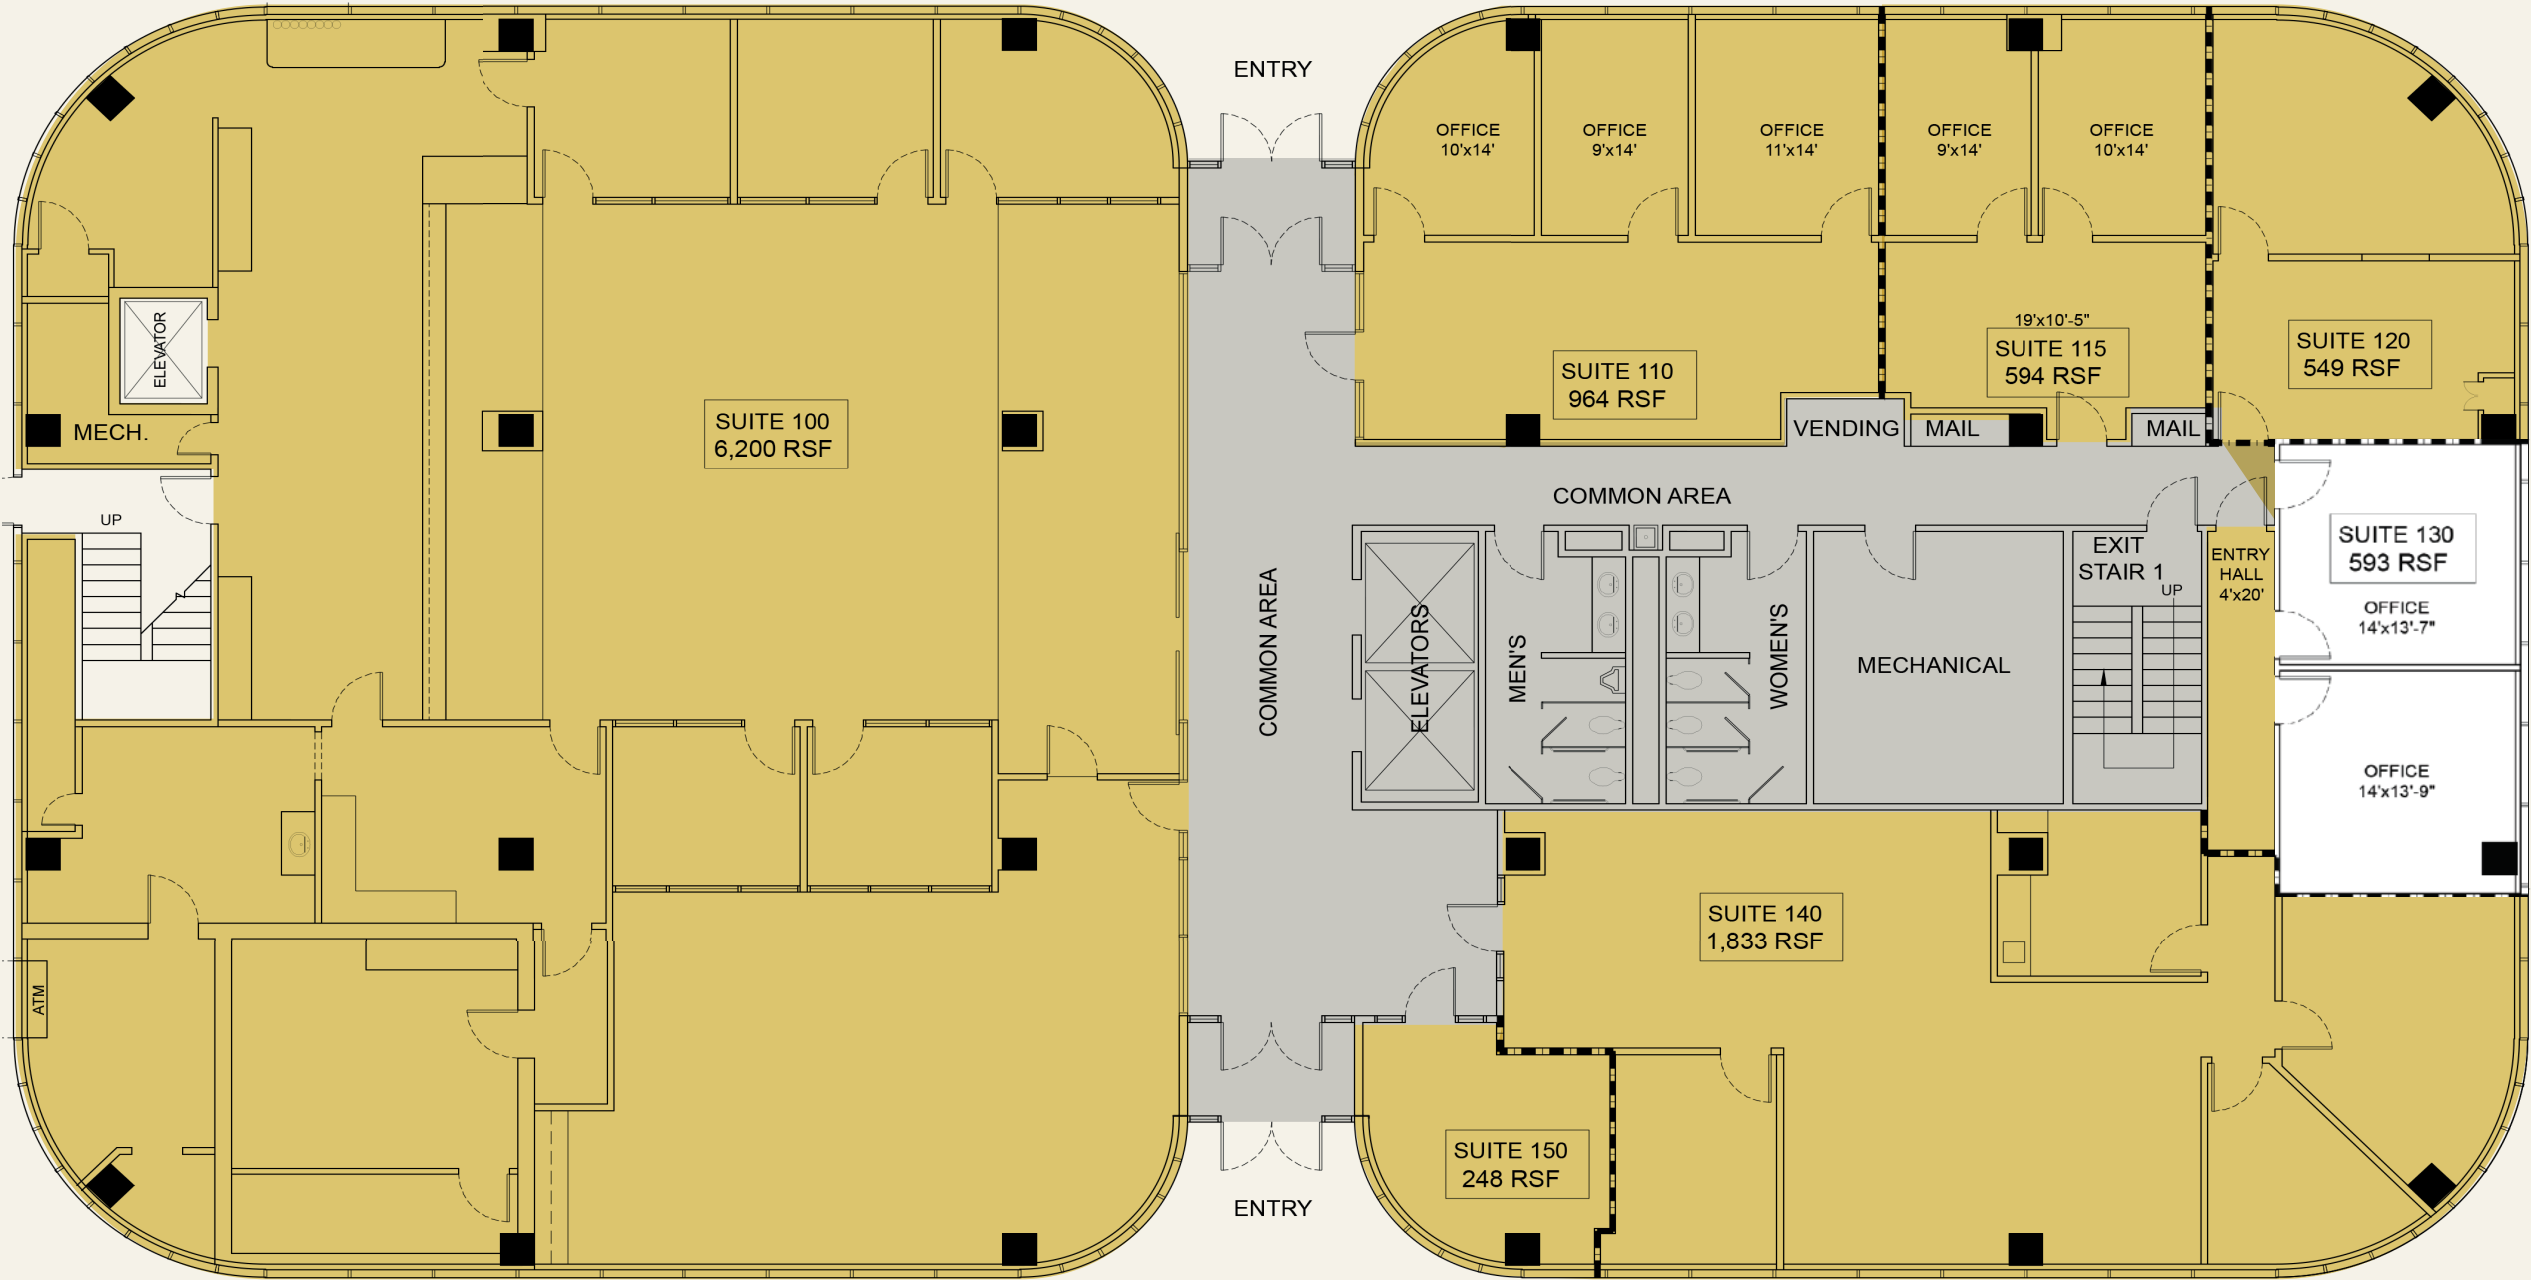 ENTRY
OFFICE
10'x14'
OFFICE
9'x14'
OFFICE
11'x14'
OFFICE
9'x14'
OFFICE
10'x14'
ELEVATOR
MECH.
SUITE 100
6,200 RSF
SUITE 110
964 RSF
19'x10'-5"
SUITE 115
594 RSF
SUITE 120
549 RSF
VENDING
MAIL
MAIL
COMMON AREA
UP
COMMON AREA
ELEVATORS
MEN'S
WOMEN'S
MECHANICAL
EXIT
STAIR 1
UP
ENTRY
HALL
4'x20'
SUITE 130
593 RSF
OFFICE
14'x13'-7"
OFFICE
14'x13'-9"
SUITE 140
1,833 RSF
ATM
SUITE 150
248 RSF
ENTRY